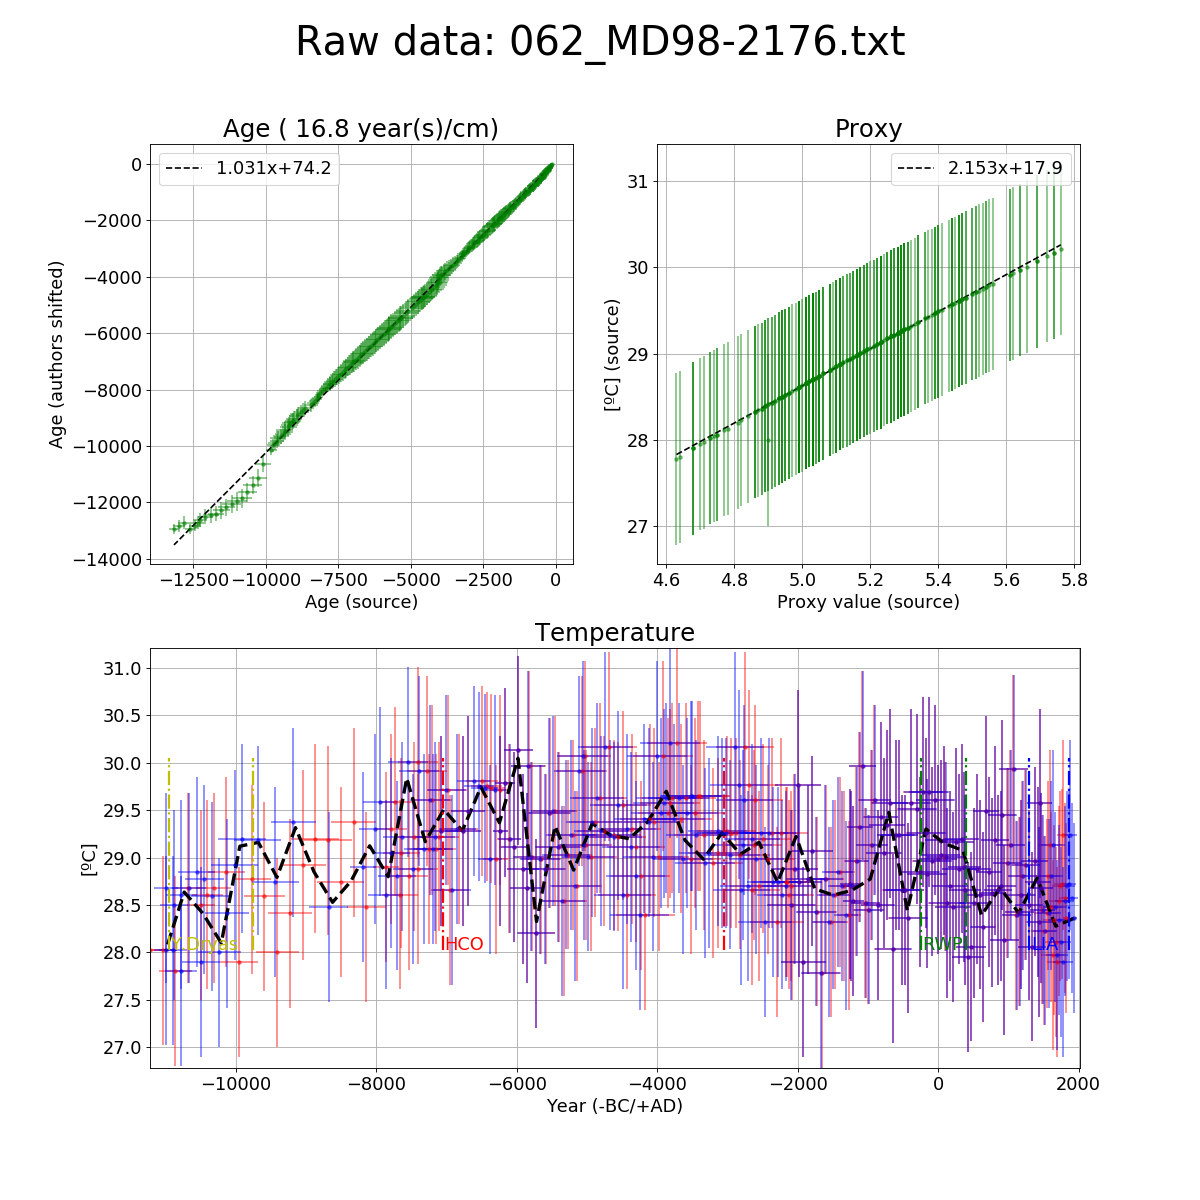 Raw data: 062_MD98-2176.txt
Age ( 16.8 year(s)/cm)
1.031x+74.2
0
−2000
−4000
−6000
−8000
−10000
−12000
−14000
Age (authors shifted)
−12500 −10000 −7500 −5000 −2500 0
Age (source)
Proxy
2.153x+17.9
31
30
29
28
27
[ºC] (source)
4.6 4.8 5.0 5.2 5.4 5.6 5.8
Proxy value (source)
Temperature
31.0
30.5
30.0
29.5
29.0
28.5
28.0
27.5
27.0
[ºC]
Y.Dryas HCO RWP LIA
−10000 −8000 −6000 −4000 −2000 0 2000
Year (-BC/+AD)